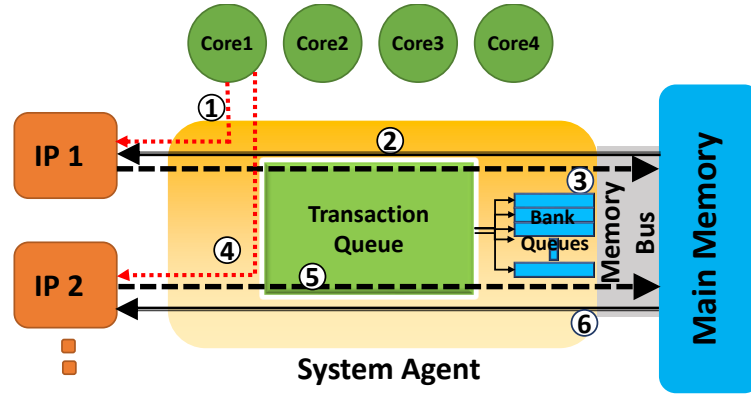 Core1 Core2 Core3 Core4
1
IP 1
2
3
Transaction
Queue
Bank
Queues
Memory
Bus
Main Memory
4
5
IP 2
6
System Agent